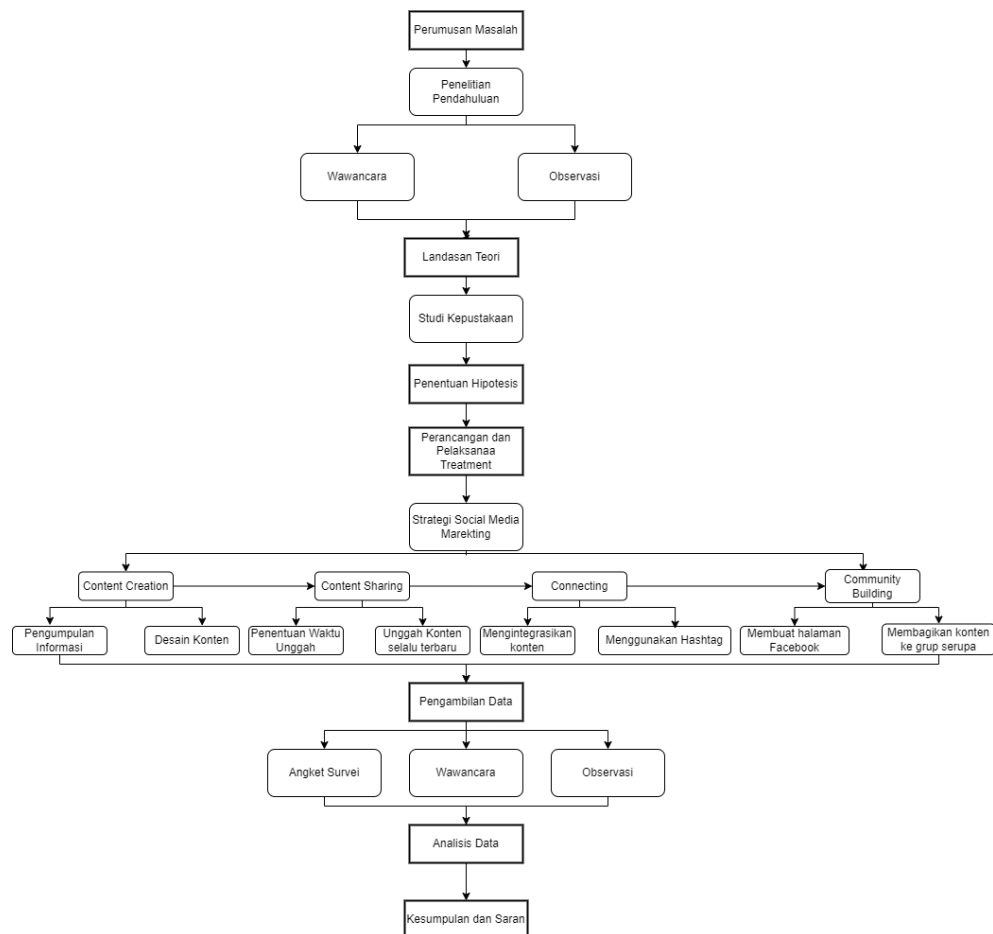 Perumusan Masalah
Penelitian
Pendahuluan
Wawancara
Observasi
Landasan Teori
Studi Kepustakaan
Penentuan Hipotesis
Perancangan dan
Pelaksanaa
Treatment
Strategi Social Media
Marekting
Content Creation
Content Sharing
Connecting
Community
Building
Pengumpulan
Informasi
Desain Konten
Penentuan Waktu
Unggah
Unggah Konten
selalu terbaru
Mengintegrasikan
konten
Menggunakan Hashtag
Membuat halaman
Facebook
Membagikan konten
ke grup serupa
Pengambilan Data
Angket Survei
Wawancara
Observasi
Analisis Data
Kesumpulan dan Saran